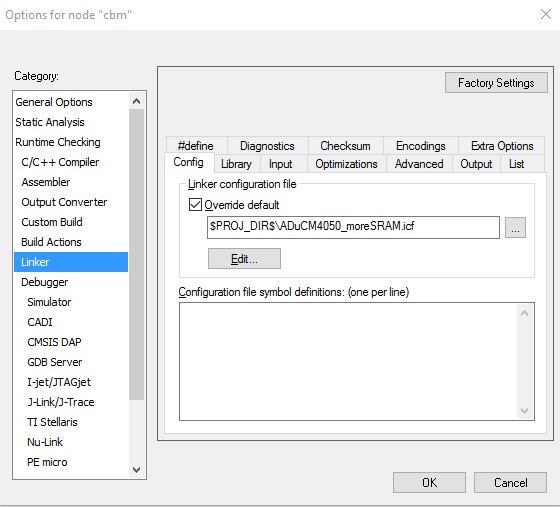 Options for node "cbm"
Category:
General Options
Static Analysis
Runtime Checking
C/C++ Compiler
Assembler
Output Converter
Custom Build
Build Actions
Linker
Debugger
Simulator
CADI
CMSIS DAP
GDB Server
I-jet/JTAGjet
J-Link/J-Trace
TI Stellaris
Nu-Link
PE micro
Factory Settings
#define Diagnostics Checksum Encodings Extra Options
Config Library Input Optimizations Advanced Output List
Linker configuration file
Override default
$PROJ_DIR$\ADuCM4050_moreSRAM.icf
...
Edit...
Configuration file symbol definitions: (one per line)
OK Cancel